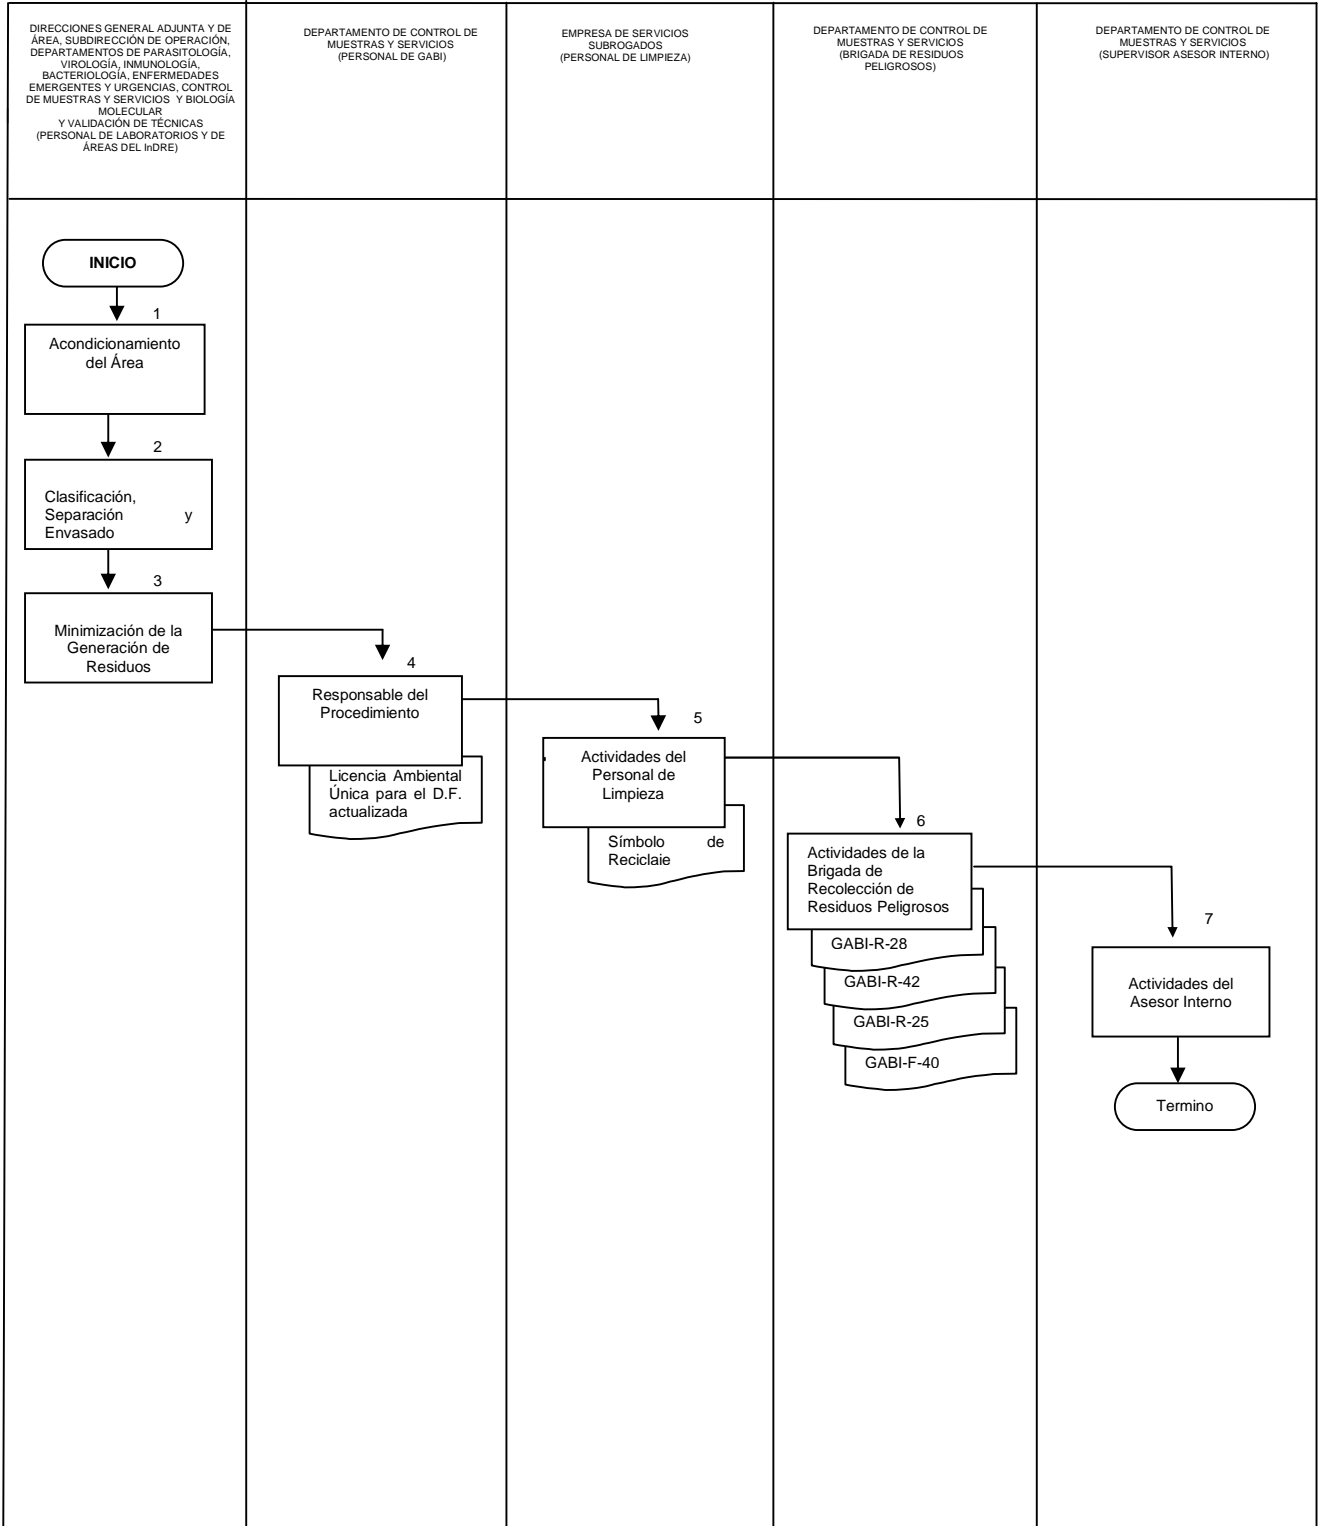 DIRECCIONES GENERAL ADJUNTA Y DE
ÁREA, SUBDIRECCIÓN DE OPERACIÓN,
DEPARTAMENTOS DE PARASITOLOGÍA,
VIROLOGÍA, INMUNOLOGÍA,
BACTERIOLOGÍA, ENFERMEDADES
EMERGENTES Y URGENCIAS, CONTROL
DE MUESTRAS Y SERVICIOS Y BIOLOGÍA
MOLECULAR
Y VALIDACIÓN DE TÉCNICAS
(PERSONAL DE LABORATORIOS Y DE
ÁREAS DEL InDRE)
DEPARTAMENTO DE CONTROL DE
MUESTRAS Y SERVICIOS
(PERSONAL DE GABI)
EMPRESA DE SERVICIOS
SUBROGADOS
(PERSONAL DE LIMPIEZA)
DEPARTAMENTO DE CONTROL DE
MUESTRAS Y SERVICIOS
(BRIGADA DE RESIDUOS
PELIGROSOS)
DEPARTAMENTO DE CONTROL DE
MUESTRAS Y SERVICIOS
(SUPERVISOR ASESOR INTERNO)
INICIO
1
Acondicionamiento
del Área
2
Clasificación,
Separación y
Envasado
3
Minimización de la
Generación de
Residuos
4
Responsable del
Procedimiento
Licencia Ambiental
Única para el D.F.
actualizada
5
Actividades del
Personal de
Limpieza
Símbolo de
Reciclaie
6
Actividades de la
Brigada de
Recolección de
Residuos Peligrosos
GABI-R-28
GABI-R-42
GABI-R-25
GABI-F-40
7
Actividades del
Asesor Interno
Termino